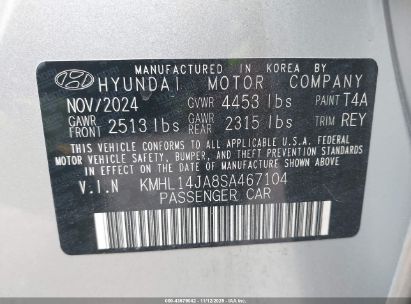 MANUFACTURED IN KOREA BY
HYUNDAI MOTOR COMPANY
NOV/2024 GVWR 4453 lbs PAINT T4A
GAWR FRONT 2513 lbs GAWR REAR 2315 lbs TRIM REY
THIS VEHICLE CONFORMS TO ALL APPLICABLE U.S. FEDERAL
MOTOR VEHICLE SAFETY, BUMPER, AND THEFT PREVENTION
STANDARDS IN EFFECT ON THE DATE OF MANUFACTURE SHOWN ABOVE.
V.I.N KMHL14JA8SA467104
PASSENGER CAR